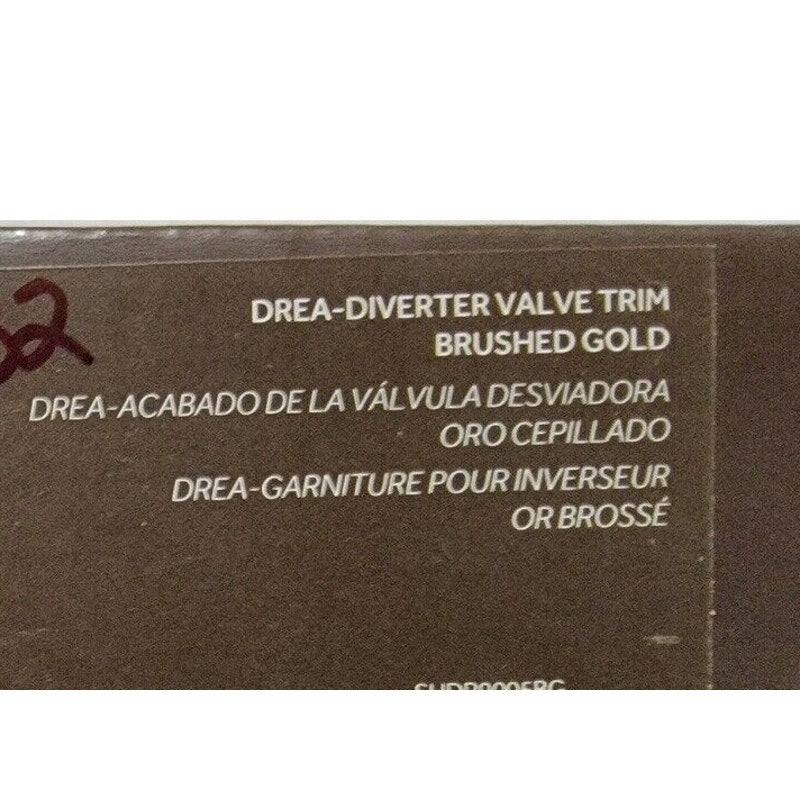 DREA-DIVERTER VALVE TRIM
BRUSHED GOLD
DREA-ACABADO DE LA VÁLVULA DESVIADORA
ORO CEPILLADO
DREA-GARNITURE POUR INVERSEUR
OR BROSSÉ